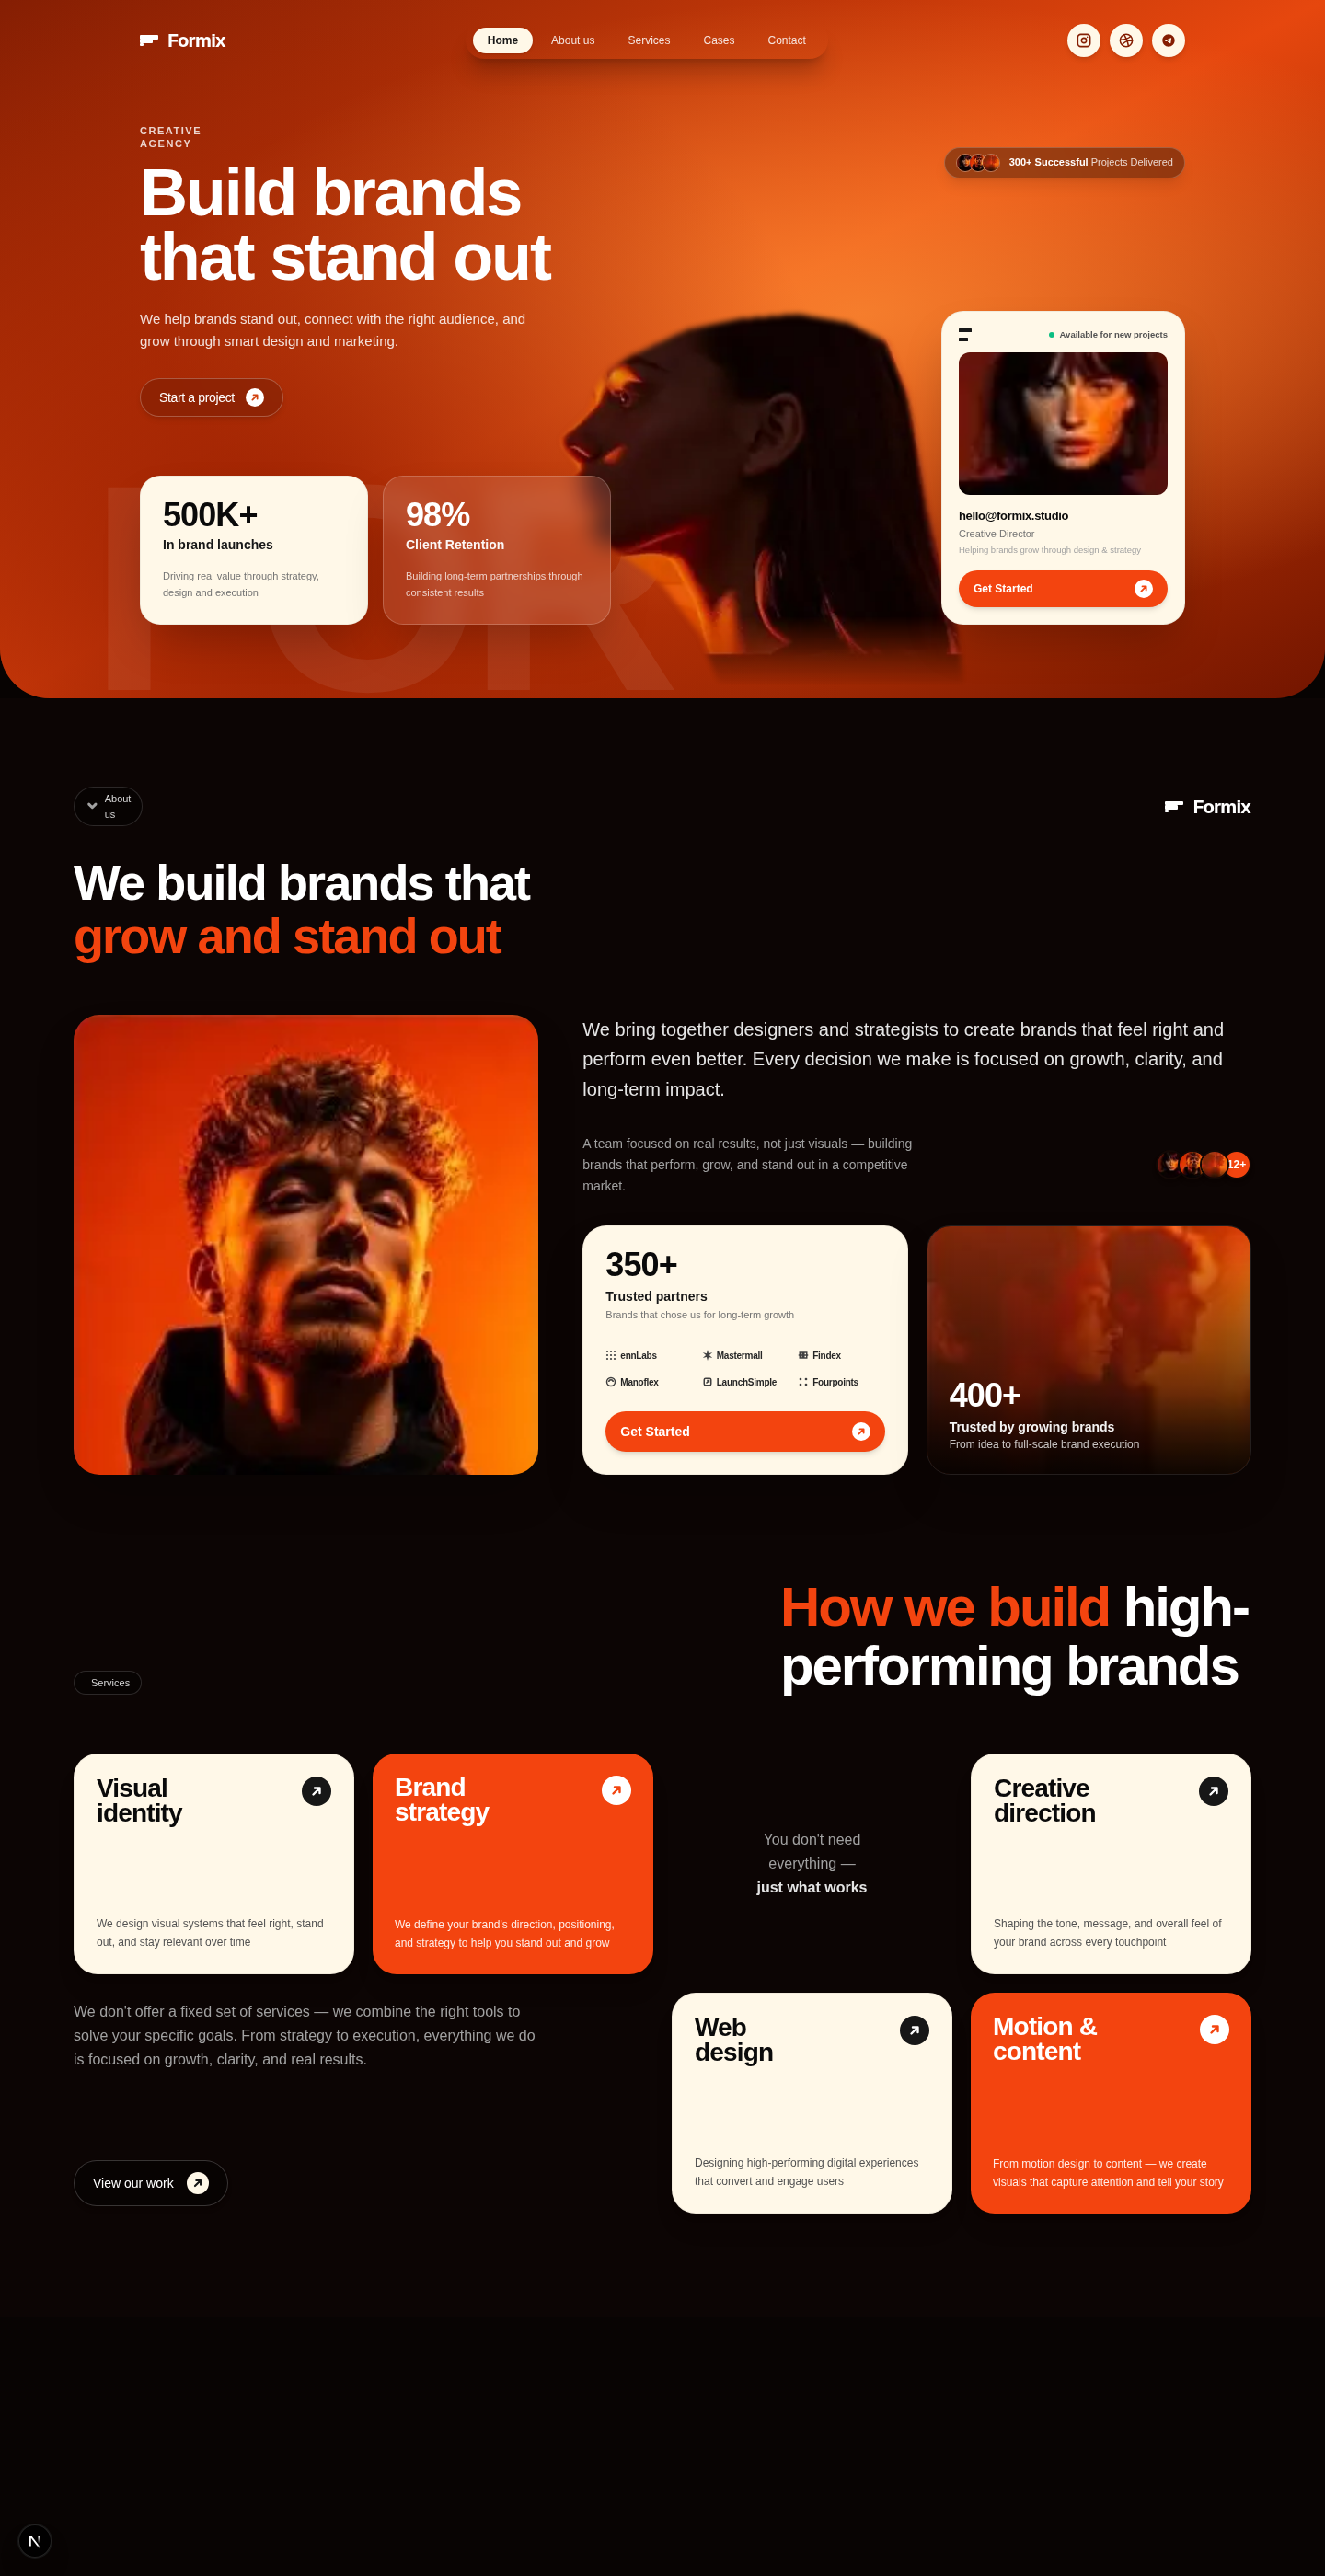 Formix
Home
About us
Services
Cases
Contact
CREATIVE
AGENCY
300+ Successful Projects Delivered
Build brands
that stand out
We help brands stand out, connect with the right audience, and
grow through smart design and marketing.
Start a project
Available for new projects
hello@formix.studio
Creative Director
Helping brands grow through design & strategy
Get Started
500K+
In brand launches
Driving real value through strategy,
design and execution
98%
Client Retention
Building long-term partnerships through
consistent results
FOR
About
us
Formix
We build brands that
grow and stand out
We bring together designers and strategists to create brands that feel right and
perform even better. Every decision we make is focused on growth, clarity, and
long-term impact.
A team focused on real results, not just visuals — building
brands that perform, grow, and stand out in a competitive
market.
12+
350+
Trusted partners
Brands that chose us for long-term growth
ennLabs
Mastermall
Findex
Manoflex
LaunchSimple
Fourpoints
Get Started
400+
Trusted by growing brands
From idea to full-scale brand execution
How we build high-
performing brands
Services
Visual
identity
We design visual systems that feel right, stand
out, and stay relevant over time
Brand
strategy
We define your brand's direction, positioning,
and strategy to help you stand out and grow
You don't need
everything —
just what works
Creative
direction
Shaping the tone, message, and overall feel of
your brand across every touchpoint
We don't offer a fixed set of services — we combine the right tools to
solve your specific goals. From strategy to execution, everything we do
is focused on growth, clarity, and real results.
View our work
Web
design
Designing high-performing digital experiences
that convert and engage users
Motion &
content
From motion design to content — we create
visuals that capture attention and tell your story
N